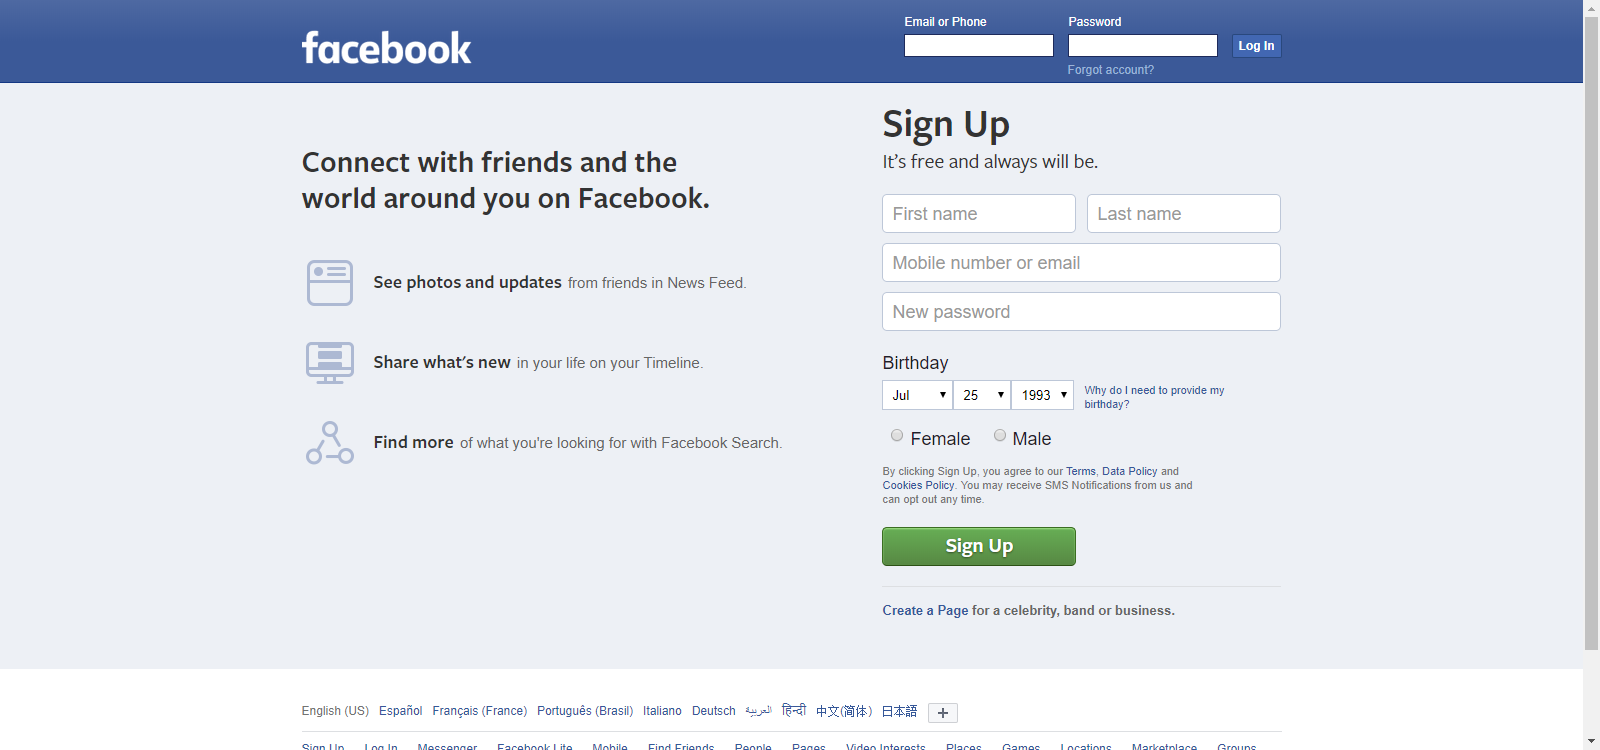 facebook
Email or Phone
Password
Log In
Forgot account?
Connect with friends and the
world around you on Facebook.
See photos and updates from friends in News Feed.
Share what's new in your life on your Timeline.
Find more of what you're looking for with Facebook Search.
Sign Up
It's free and always will be.
First name
Last name
Mobile number or email
New password
Birthday
Jul 25 1993
Why do I need to provide my
birthday?
Female Male
By clicking Sign Up, you agree to our Terms, Data Policy and
Cookies Policy. You may receive SMS Notifications from us and
can opt out any time.
Sign Up
Create a Page for a celebrity, band or business.
English (US) Español Français (France) Português (Brasil) Italiano Deutsch العربية हिन्दी 中文(简体) 日本語 +
Sign Up Log In Messenger Facebook Lite Mobile Find Friends People Pages Video Interests Places Games Locations Marketplace Groups